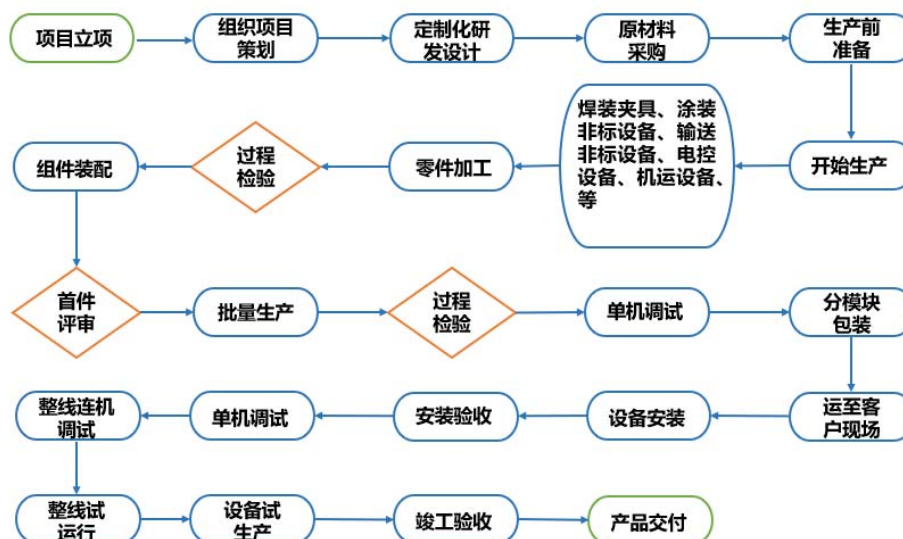 项目立项
组织项目
策划
定制化研
发设计
原材料
采购
生产前
准备
焊装夹具、涂装
非标设备、输送
非标设备、电控
设备、机运设备、
等
组件装配
过程
检验
零件加工
开始生产
首件
评审
批量生产
过程
检验
单机调试
分模块
包装
整线连机
调试
单机调试
安装验收
设备安装
运至客
户现场
整线试
运行
设备试
生产
竣工验收
产品交付